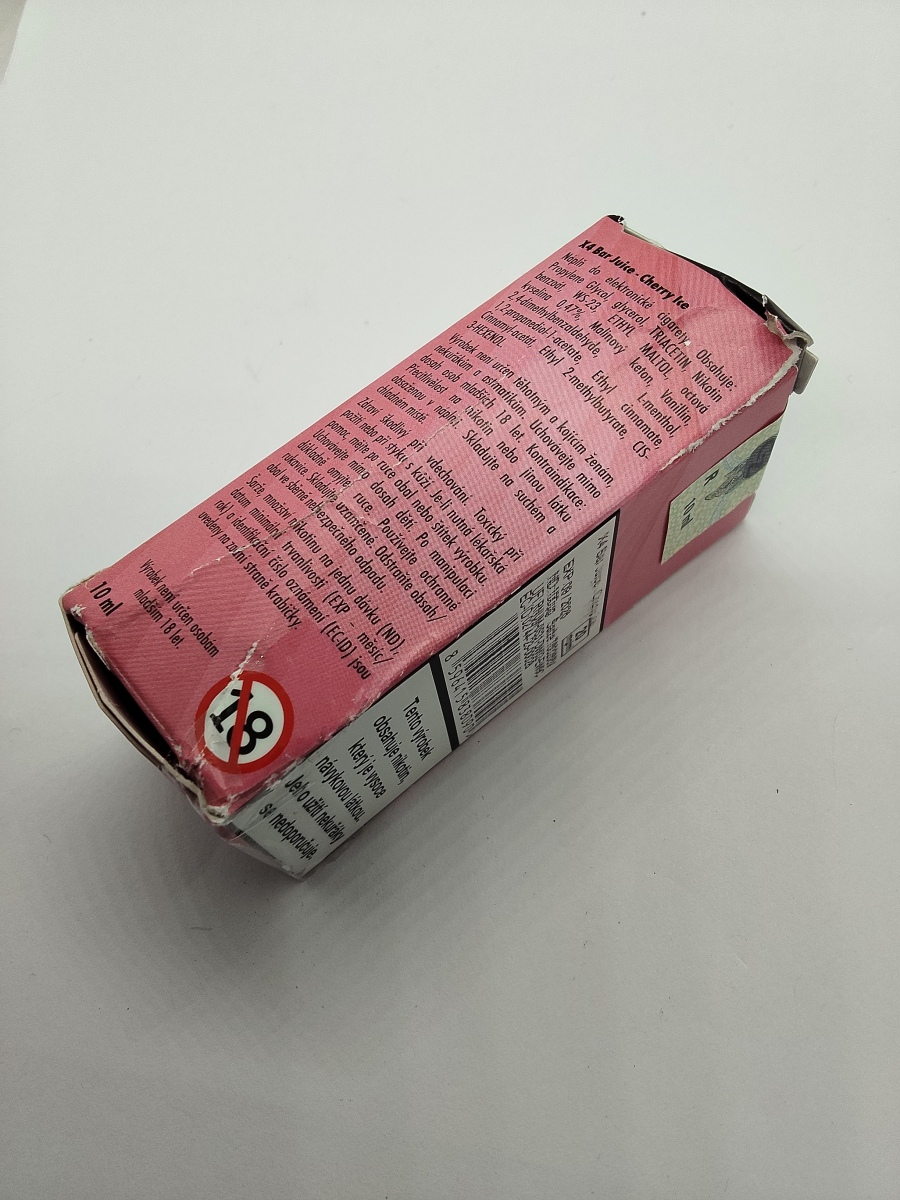 X4 Bar Juice - Cherry Ice
Náplň do elektronické cigarety. Obsahuje:
Propylene Glycol, glycerol, TRIACETIN Nikotin
benzoát, WS-23, ETHYL MALTOL, octová
kyselina 0.47%, Malinový keton, Vanillin,
2,4-dimethylbenzaldehyde, Ethyl L-menthol,
1,2-propanediol-L-acetate, cinnamate,
Cinnamyl-acetat, Ethyl 2-methylbutyrate, CIS-
3-HEXENOL.
Výrobek není určen těhotným a kojícím ženám,
nekuřákům a astmatikům. Uchovávejte mimo
dosah osob mladších 18 let. Kontraindikace:
Přecitlivělost na nikotin nebo jinou látku
obsaženou v náplni. Skladujte na suchém a
chladném místě.
Zdraví škodlivý při vdechování. Toxický při
požití nebo při styku s kůží. Je-li nutná lékařská
pomoc, mějte po ruce obal nebo štítek výrobku.
Uchovávejte mimo dosah dětí. Po manipulaci
důkladně omyjte ruce. Používejte ochranné
rukavice. Skladujte uzamčené. Odstraňte obsah/
obal ve sběrně nebezpečného odpadu.
Šarže, množství nikotinu na jednu dávku (ND),
datum minimální trvanlivosti (EXP - měsíc/
rok) a identifikační číslo oznámení (EC-ID) jsou
uvedeny na zadní straně krabičky.
10 ml
Výrobek není určen osobám
mladším 18 let.
18
Tento výrobek
obsahuje nikotin,
který je vysoce
návykovou látkou.
Jeho užití nekuřáky
se nedoporučuje.
R 10 ml